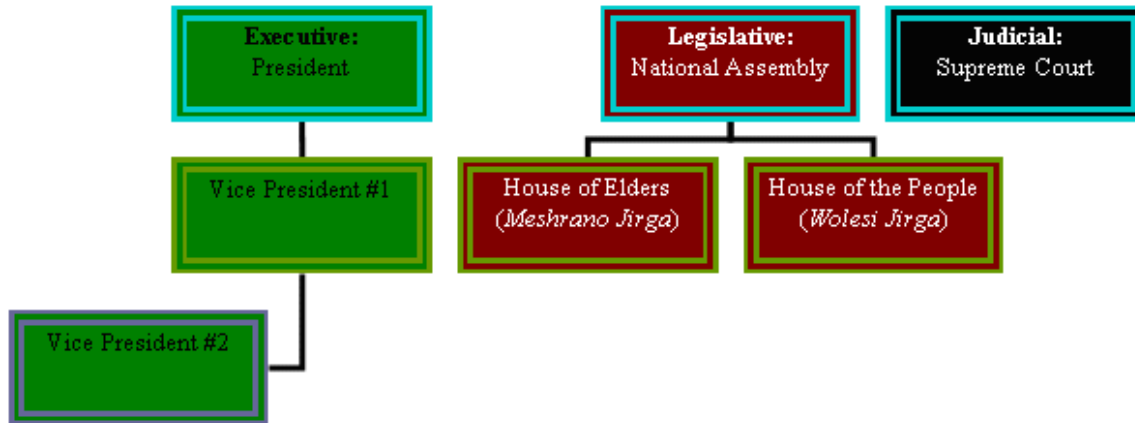 Executive:
President
Legislative:
National Assembly
Judicial:
Supreme Court
Vice President #1
House of Elders
(Meshrano Jirga)
House of the People
(Wolesi Jirga)
Vice President #2